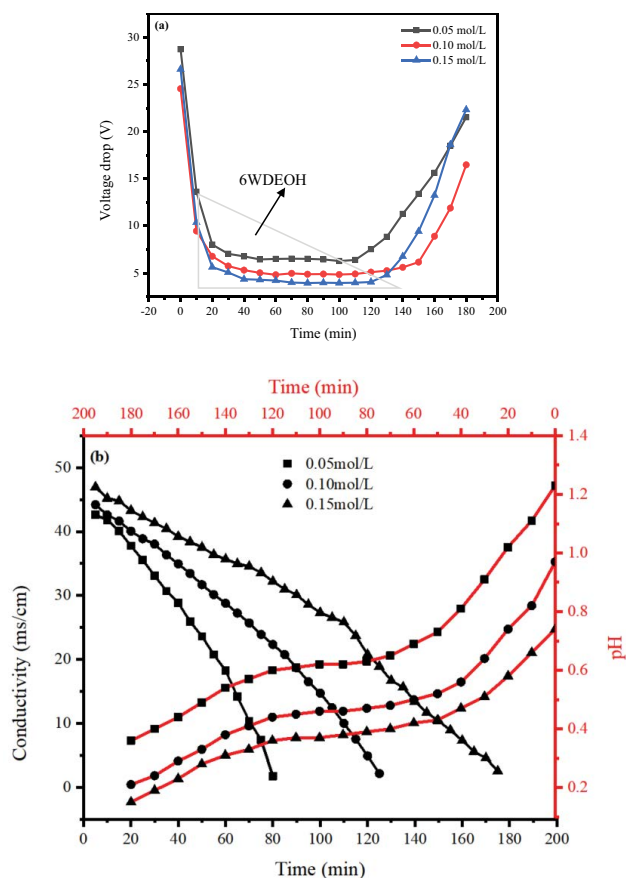 (a)
0.05 mol/L
0.10 mol/L
0.15 mol/L
30
25
20
15
10
5
Voltage drop (V)
6WDEOH
-20 0 20 40 60 80 100 120 140 160 180 200
Time (min)
Time (min)
200 180 160 140 120 100 80 60 40 20 0
(b)
0.05mol/L
0.10mol/L
0.15mol/L
50
40
30
20
10
0
Conductivity (ms/cm)
1.4
1.2
1.0
0.8
0.6
0.4
0.2
pH
0 20 40 60 80 100 120 140 160 180 200
Time (min)